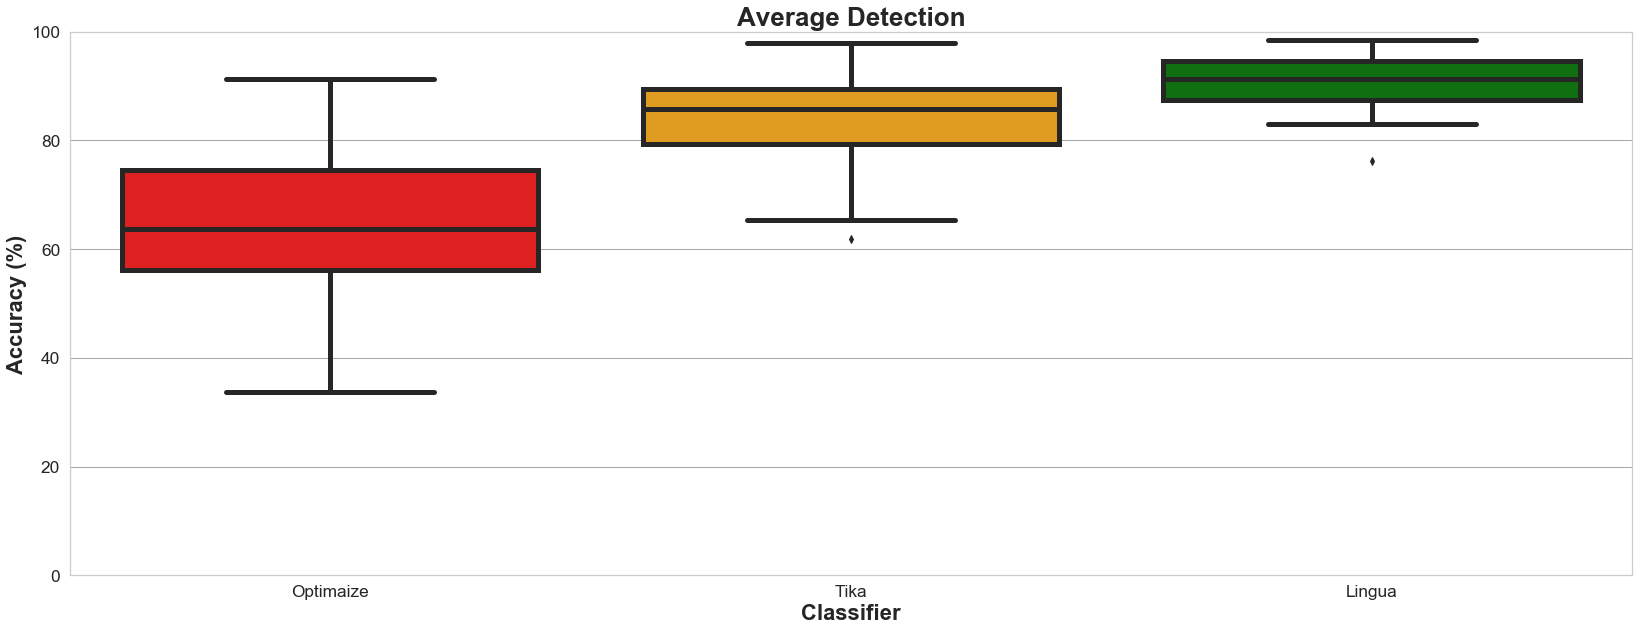 Average Detection
Accuracy (%)
100
80
60
40
20
0
Optimaize
Tika
Lingua
Classifier